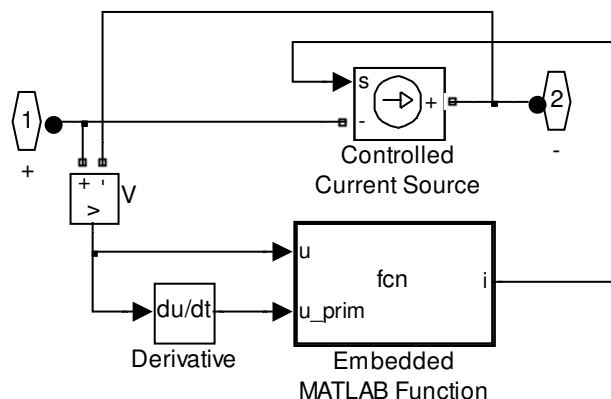 s
1
+
-
+
2
-
Controlled
Current Source
+ -
v
V
u
fcn
i
du/dt
u_prim
Derivative
Embedded
MATLAB Function